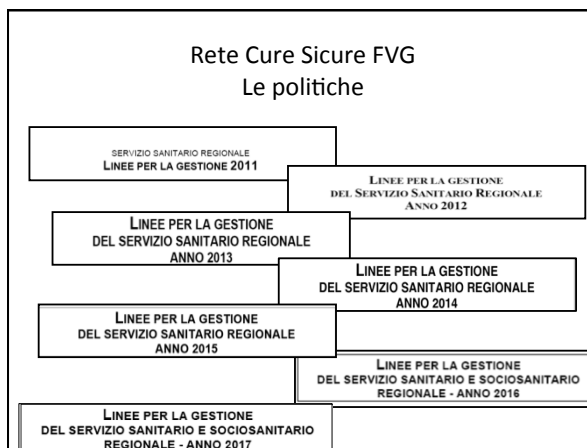 Rete Cure Sicure FVG
Le politiche
SERVIZIO SANITARIO REGIONALE
LINEE PER LA GESTIONE 2011
LINEE PER LA GESTIONE
DEL SERVIZIO SANITARIO REGIONALE
ANNO 2012
LINEE PER LA GESTIONE
DEL SERVIZIO SANITARIO REGIONALE
ANNO 2013
LINEE PER LA GESTIONE
DEL SERVIZIO SANITARIO REGIONALE
ANNO 2014
LINEE PER LA GESTIONE
DEL SERVIZIO SANITARIO REGIONALE
ANNO 2015
LINEE PER LA GESTIONE
DEL SERVIZIO SANITARIO E SOCIOSANITARIO
REGIONALE - ANNO 2016
LINEE PER LA GESTIONE
DEL SERVIZIO SANITARIO E SOCIOSANITARIO
REGIONALE - ANNO 2017